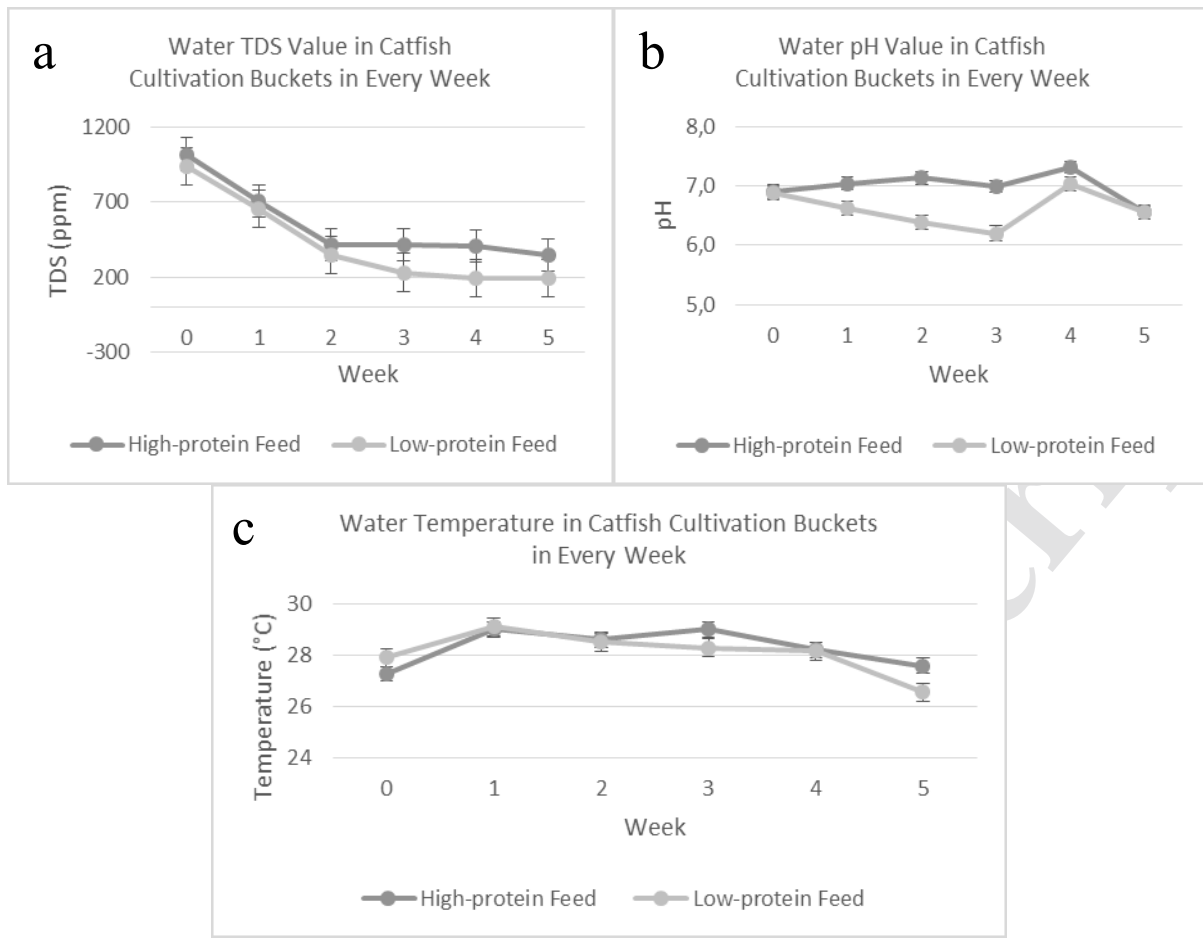 a
Water TDS Value in Catfish
Cultivation Buckets in Every Week
1200
700
200
-300
TDS (ppm)
0 1 2 3 4 5
Week
High-protein Feed Low-protein Feed
b
Water pH Value in Catfish
Cultivation Buckets in Every Week
8,0
7,0
6,0
5,0
pH
0 1 2 3 4 5
Week
High-protein Feed Low-protein Feed
c
Water Temperature in Catfish Cultivation Buckets
in Every Week
30
28
26
24
Temperature (°C)
0 1 2 3 4 5
Week
High-protein Feed Low-protein Feed